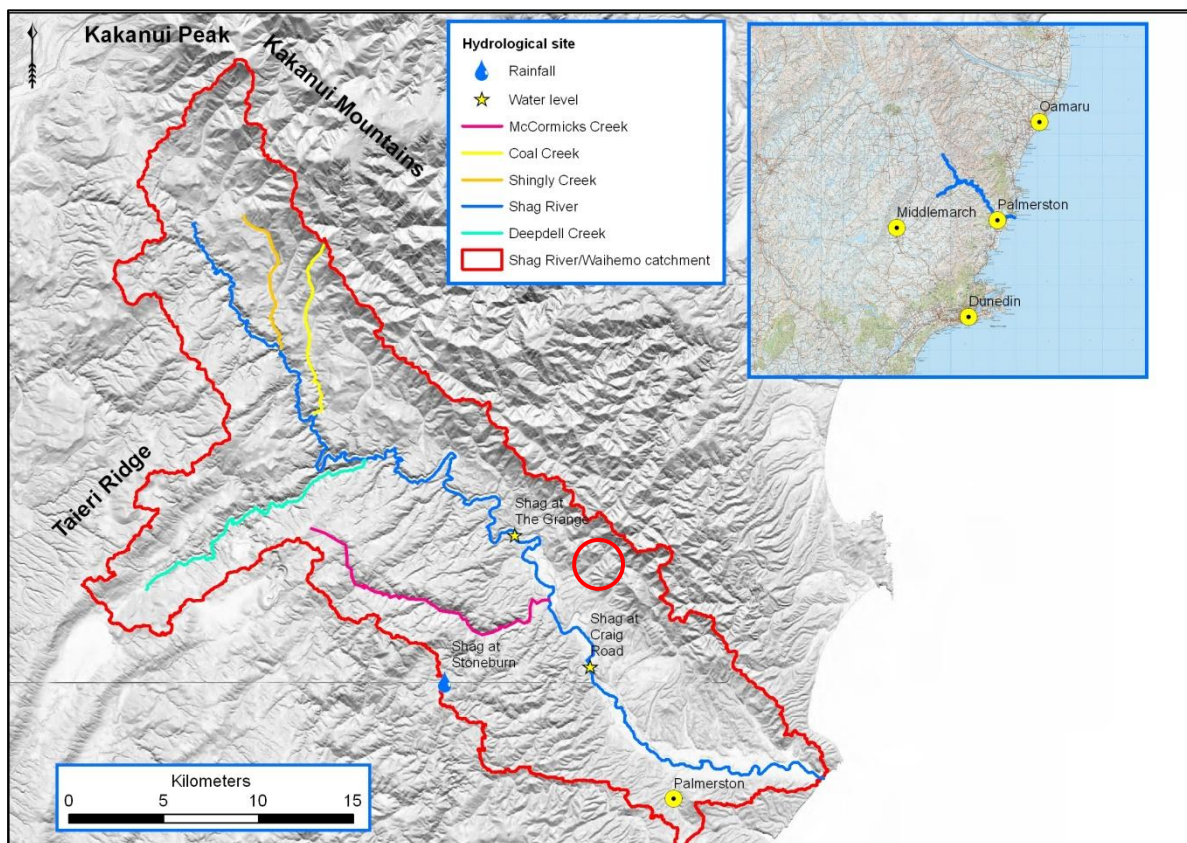 Kakanui Peak
Kakanui Mountains
Taieri Ridge
Hydrological site
Rainfall
Water level
McCormicks Creek
Coal Creek
Shingly Creek
Shag River
Deepdell Creek
Shag River/Waihemo catchment
Oamaru
Palmerston
Middlemarch
Dunedin
Shag at
The Grange
Shag at
Craig
Road
Shag at
Stoneburn
Palmerston
Kilometers
0 5 10 15